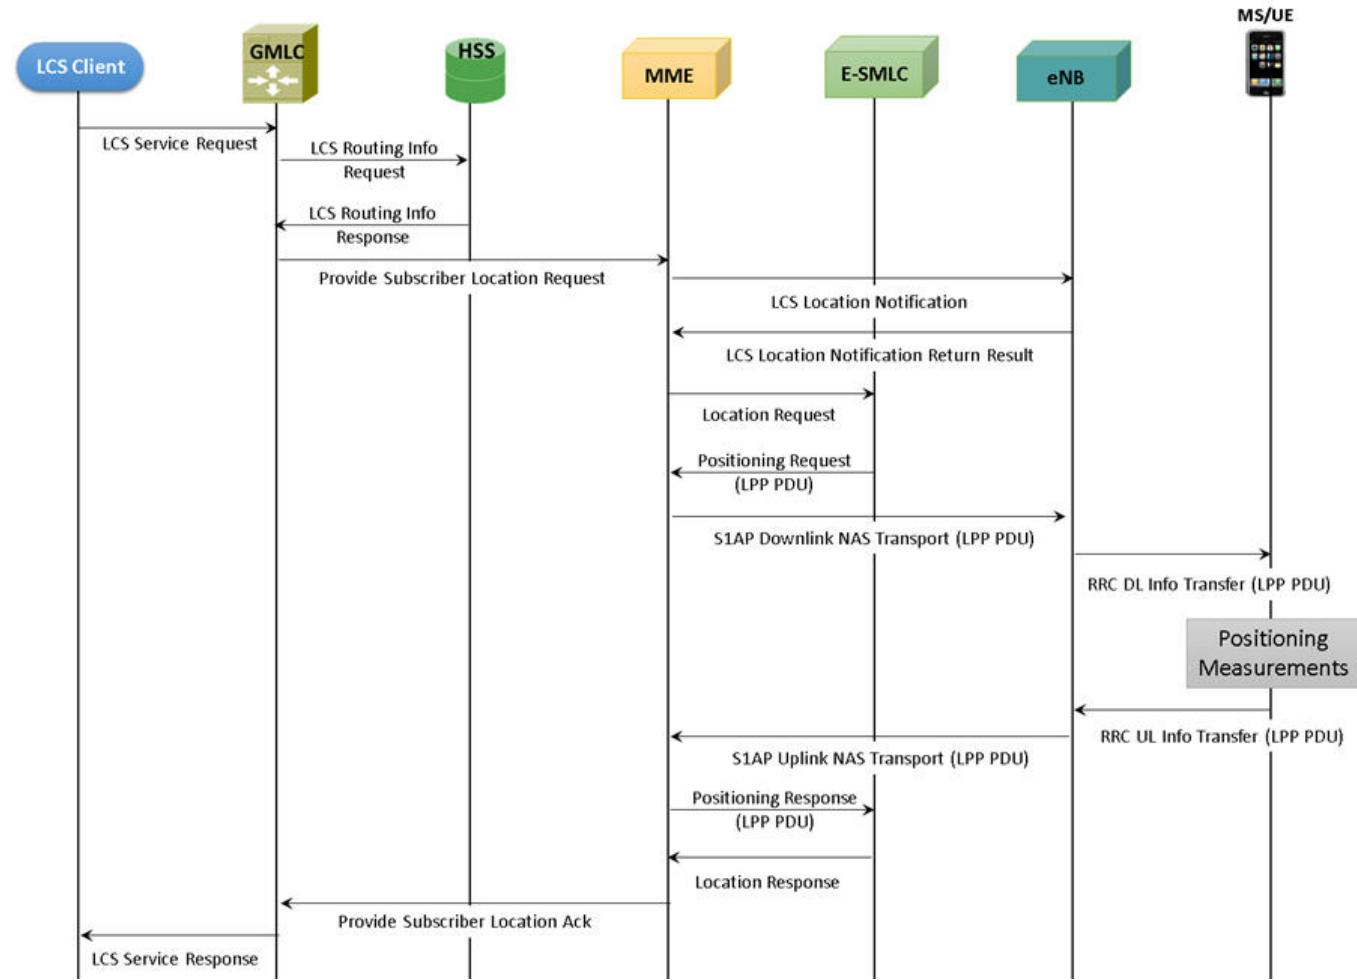 MS/UE
LCS Client
GMLC
HSS
MME
E-SMLC
eNB
LCS Service Request
LCS Routing Info
Request
LCS Routing Info
Response
Provide Subscriber Location Request
LCS Location Notification
LCS Location Notification Return Result
Location Request
Positioning Request
(LPP PDU)
S1AP Downlink NAS Transport (LPP PDU)
RRC DL Info Transfer (LPP PDU)
Positioning
Measurements
RRC UL Info Transfer (LPP PDU)
S1AP Uplink NAS Transport (LPP PDU)
Positioning Response
(LPP PDU)
Location Response
Provide Subscriber Location Ack
LCS Service Response